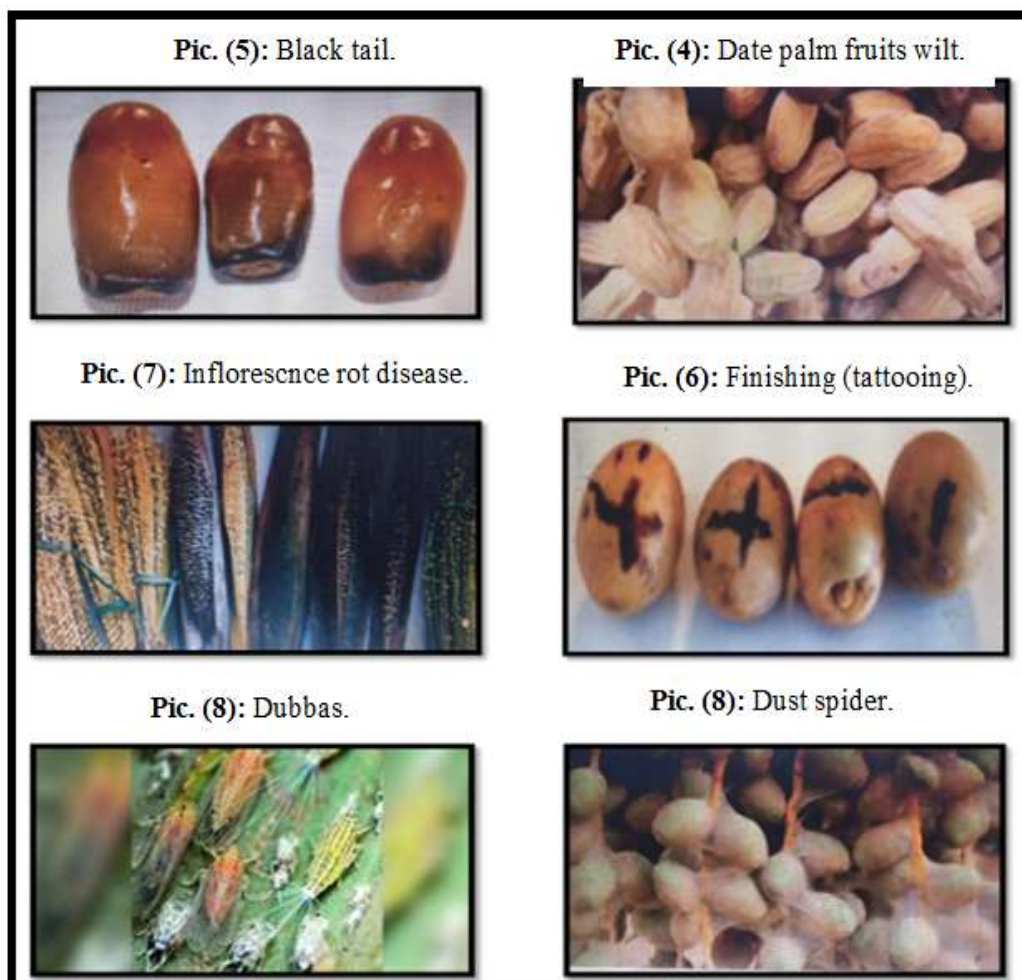 Pic. (5): Black tail.
Pic. (4): Date palm fruits wilt.
Pic. (7): Inflorescnce rot disease.
Pic. (6): Finishing (tattooing).
Pic. (8): Dubbas.
Pic. (8): Dust spider.